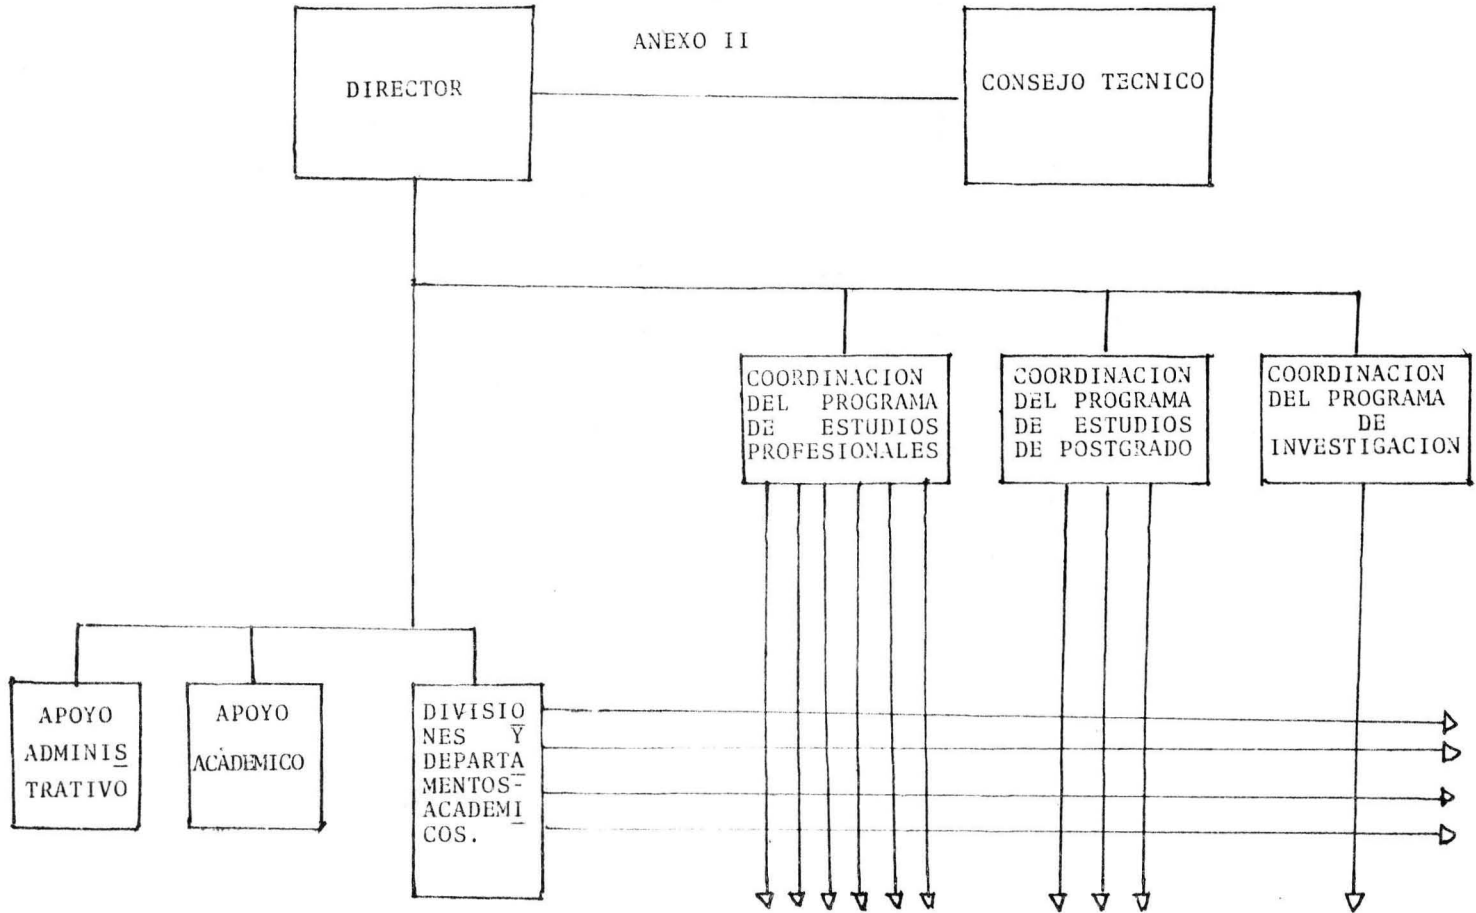 ANEXO II
DIRECTOR
CONSEJO TECNICO
COORDINACION
DEL PROGRAMA
DE ESTUDIOS
PROFESIONALES
COORDINACION
DEL PROGRAMA
DE ESTUDIOS
DE POSTGRADO
COORDINACION
DEL PROGRAMA
DE
INVESTIGACION
APOYO
ADMINIS
TRATIVO
APOYO
ACADEMICO
DIVISIO
NES Y
DEPARTA
MENTOS-
ACADEMI
COS.